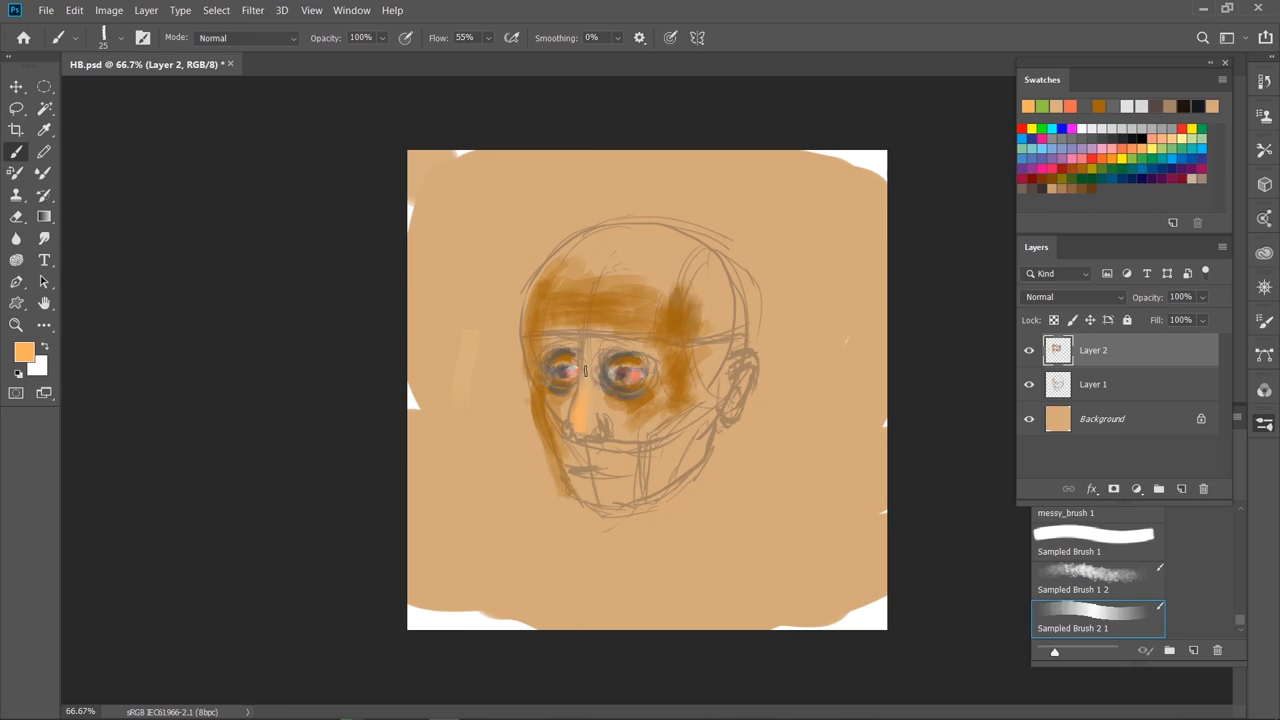 Ps File Edit Image Layer Type Select Filter 3D View Window Help
25 Mode: Normal Opacity: 100% Flow: 55% Smoothing: 0%
HB.psd @ 66.7% (Layer 2, RGB/8) *
Swatches
Layers
Kind
Normal Opacity: 100%
Lock: Fill: 100%
Layer 2
Layer 1
Background
fx
messy_brush 1
Sampled Brush 1
Sampled Brush 1 2
Sampled Brush 2 1
66.67% sRGB IEC61966-2.1 (8bpc)